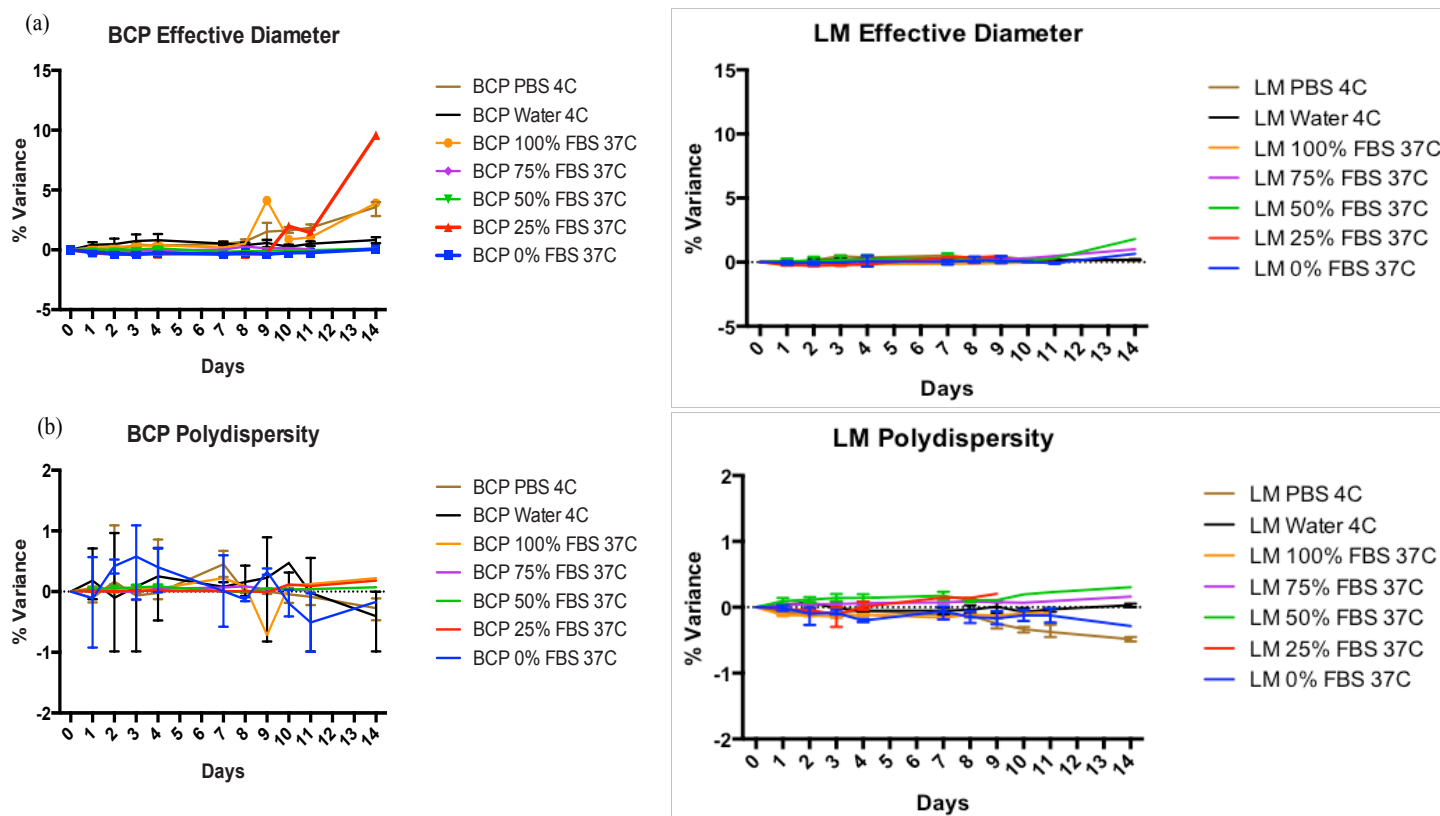 (a)
BCP Effective Diameter
% Variance
15
10
5
0
-5
0 1 2 3 4 5 6 7 8 9 10 11 12 13 14
Days
BCP PBS 4C
BCP Water 4C
BCP 100% FBS 37C
BCP 75% FBS 37C
BCP 50% FBS 37C
BCP 25% FBS 37C
BCP 0% FBS 37C
LM Effective Diameter
% Variance
15
10
5
0
-5
0 1 2 3 4 5 6 7 8 9 10 11 12 13 14
Days
LM PBS 4C
LM Water 4C
LM 100% FBS 37C
LM 75% FBS 37C
LM 50% FBS 37C
LM 25% FBS 37C
LM 0% FBS 37C
(b)
BCP Polydispersity
% Variance
2
1
0
-1
-2
0 1 2 3 4 5 6 7 8 9 10 11 12 13 14
Days
BCP PBS 4C
BCP Water 4C
BCP 100% FBS 37C
BCP 75% FBS 37C
BCP 50% FBS 37C
BCP 25% FBS 37C
BCP 0% FBS 37C
LM Polydispersity
% Variance
2
1
0
-1
-2
0 1 2 3 4 5 6 7 8 9 10 11 12 13 14
Days
LM PBS 4C
LM Water 4C
LM 100% FBS 37C
LM 75% FBS 37C
LM 50% FBS 37C
LM 25% FBS 37C
LM 0% FBS 37C